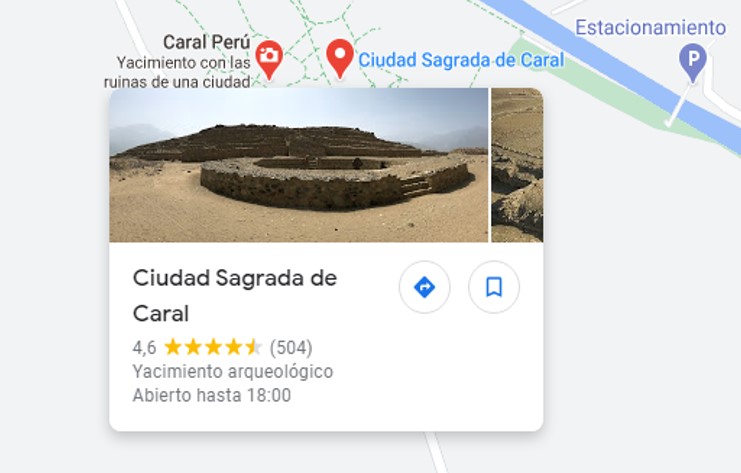 Estacionamiento
P
Caral Perú
Yacimiento con las
ruinas de una ciudad
Ciudad Sagrada de Caral
Ciudad Sagrada de
Caral
4,6 (504)
Yacimiento arqueológico
Abierto hasta 18:00